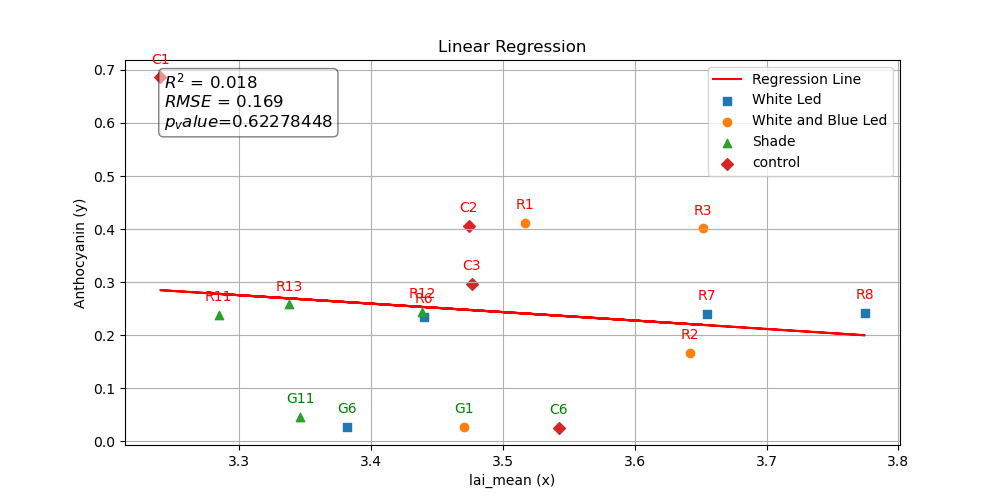 Linear Regression
C1
R² = 0.018
RMSE = 0.169
pᵥalue=0.62278448
Regression Line
White Led
White and Blue Led
Shade
control
C2
R1
R3
C3
R11
R13
R12
R6
R7
R8
R2
G11
G6
G1
C6
0.7
0.6
0.5
0.4
0.3
0.2
0.1
0.0
Anthocyanin (y)
3.3
3.4
3.5
3.6
3.7
3.8
lai_mean (x)